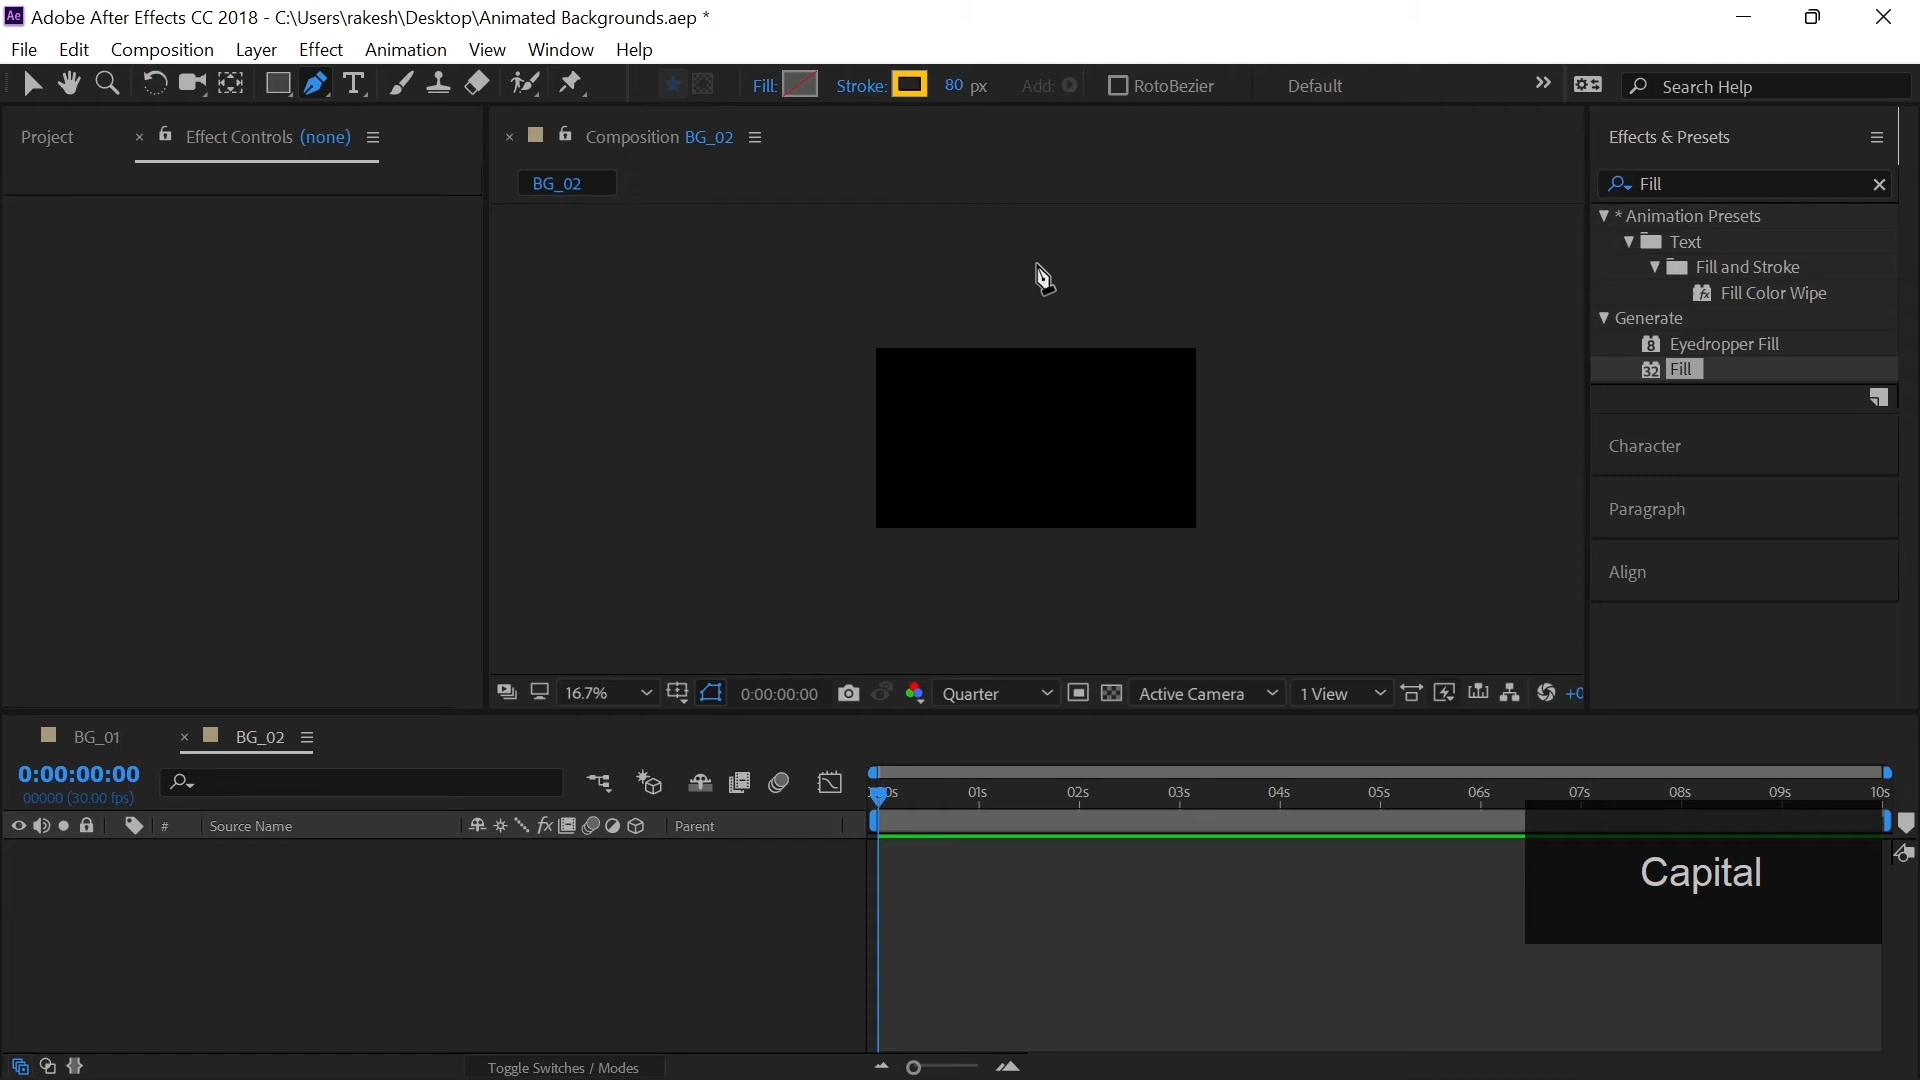 Adobe After Effects CC 2018 - C:\Users\rakesh\Desktop\Animated Backgrounds.aep *
File Edit Composition Layer Effect Animation View Window Help
Fill: Stroke: 80 px Add: RotoBezier Default Search Help
Project Effect Controls (none) Composition BG_02 Effects & Presets
BG_02 Fill
* Animation Presets
Text
Fill and Stroke
Fill Color Wipe
Generate
8 Eyedropper Fill
32 Fill
Character
Paragraph
Align
16.7% 0:00:00:00 Quarter Active Camera 1 View +0
BG_01 BG_02
0:00:00:00
00000 (30.00 fps)
01s 02s 03s 04s 05s 06s 07s 08s 09s 10s
# Source Name fx Parent
Capital
Toggle Switches / Modes